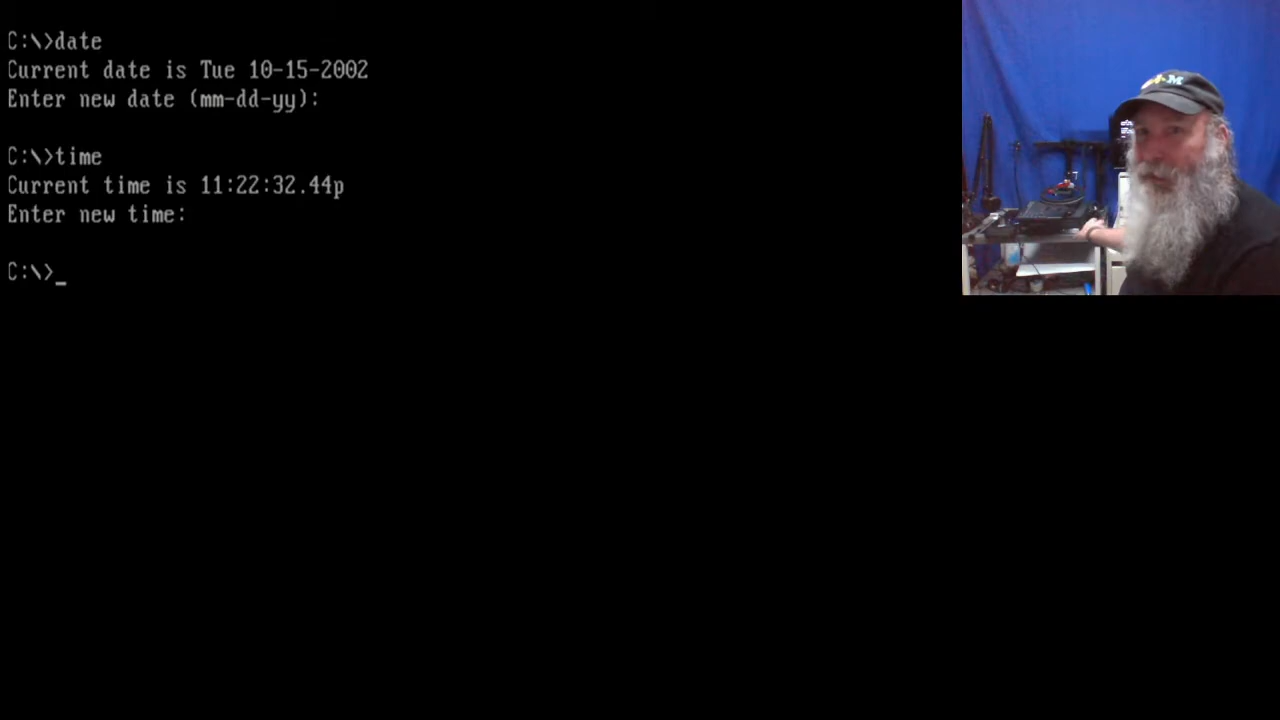 C:\>date
Current date is Tue 10-15-2002
Enter new date (mm-dd-yy):
C:\>time
Current time is 11:22:32.44p
Enter new time:
C:\>_